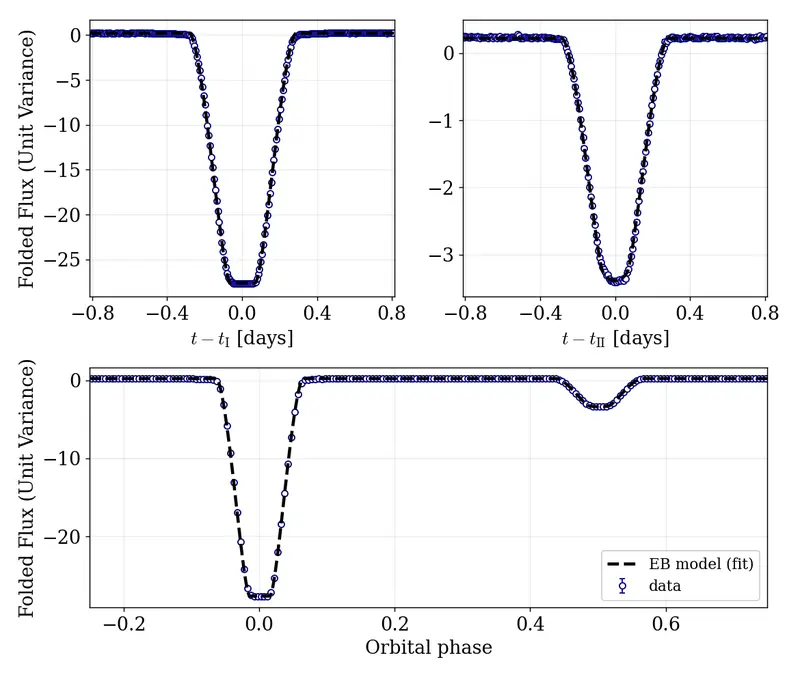 Folded Flux (Unit Variance)
0
−5
−10
−15
−20
−25
−0.8 −0.4 0.0 0.4 0.8
t − tI [days]
0
−1
−2
−3
−0.8 −0.4 0.0 0.4 0.8
t − tII [days]
Folded Flux (Unit Variance)
0
−10
−20
EB model (fit)
data
−0.2 0.0 0.2 0.4 0.6
Orbital phase